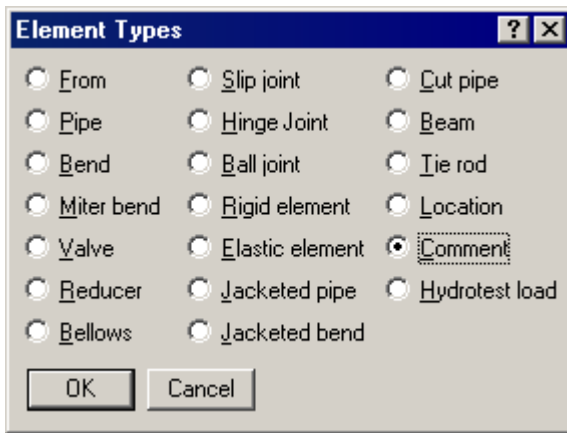 Element Types ? ×
From Slip joint Cut pipe
Pipe Hinge Joint Beam
Bend Ball joint Tie rod
Miter bend Rigid element Location
Valve Elastic element Comment
Reducer Jacketed pipe Hydrotest load
Bellows Jacketed bend
OK Cancel